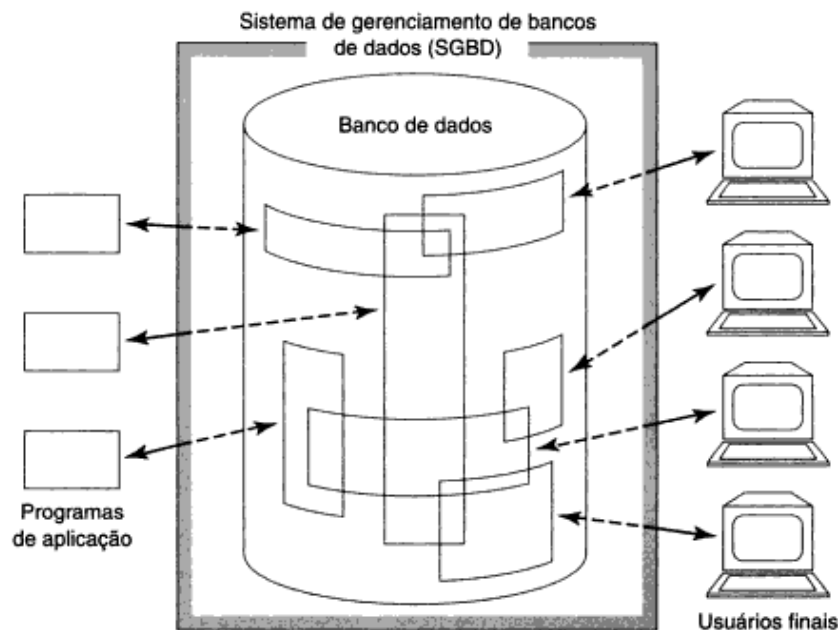 Sistema de gerenciamento de bancos
de dados (SGBD)
Banco de dados
Programas
de aplicação
Usuários finais